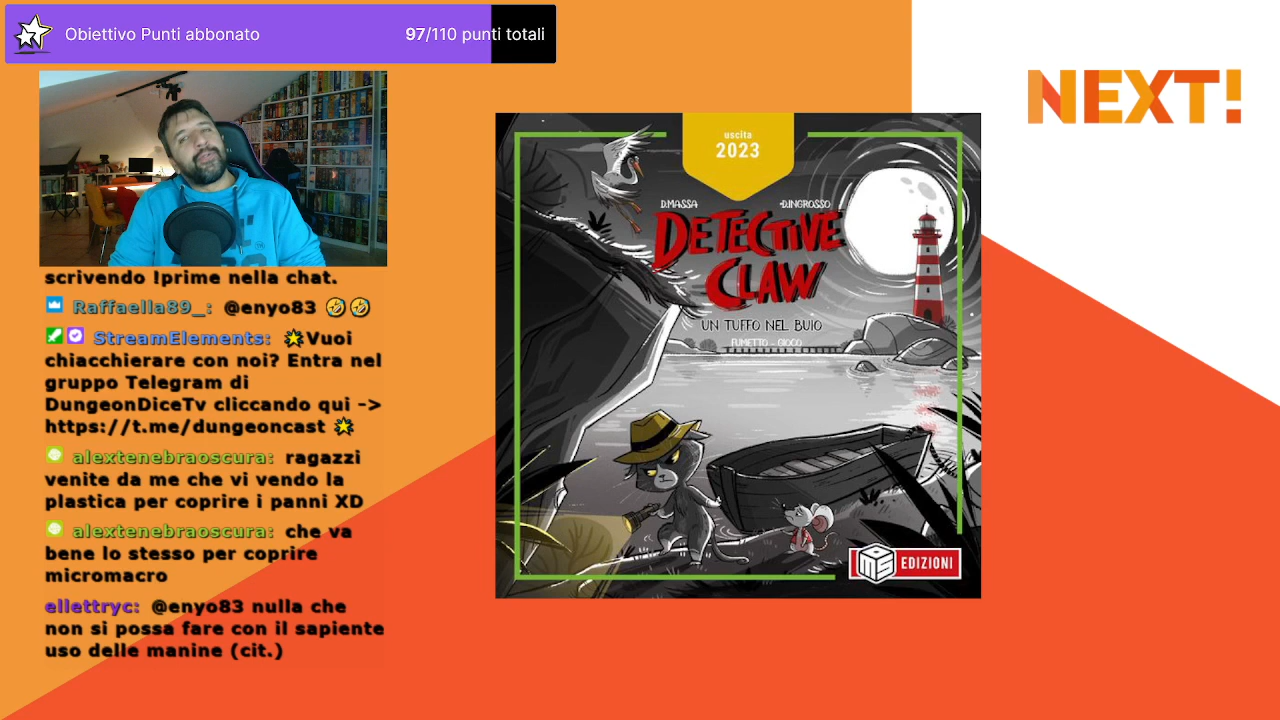 Obiettivo Punti abbonato
97/110 punti totali
NEXT!
scrivendo !prime nella chat.
Raffaella89_: @enyo83 🤣🤣
StreamElements: 🌟Vuoi
chiacchierare con noi? Entra nel
gruppo Telegram di
DungeonDiceTv cliccando qui ->
https://t.me/dungeoncast 🌟
alextenebraoscura: ragazzi
venite da me che vi vendo la
plastica per coprire i panni XD
alextenebraoscura: che va
bene lo stesso per coprire
micromacro
ellettryc: @enyo83 nulla che
non si possa fare con il sapiente
uso delle manine (cit.)
uscita
2023
D.MASSA · D.INGROSSO
DETECTIVE
CLAW
UN TUFFO NEL BUIO
FUMETTO - GIOCO
MS EDIZIONI